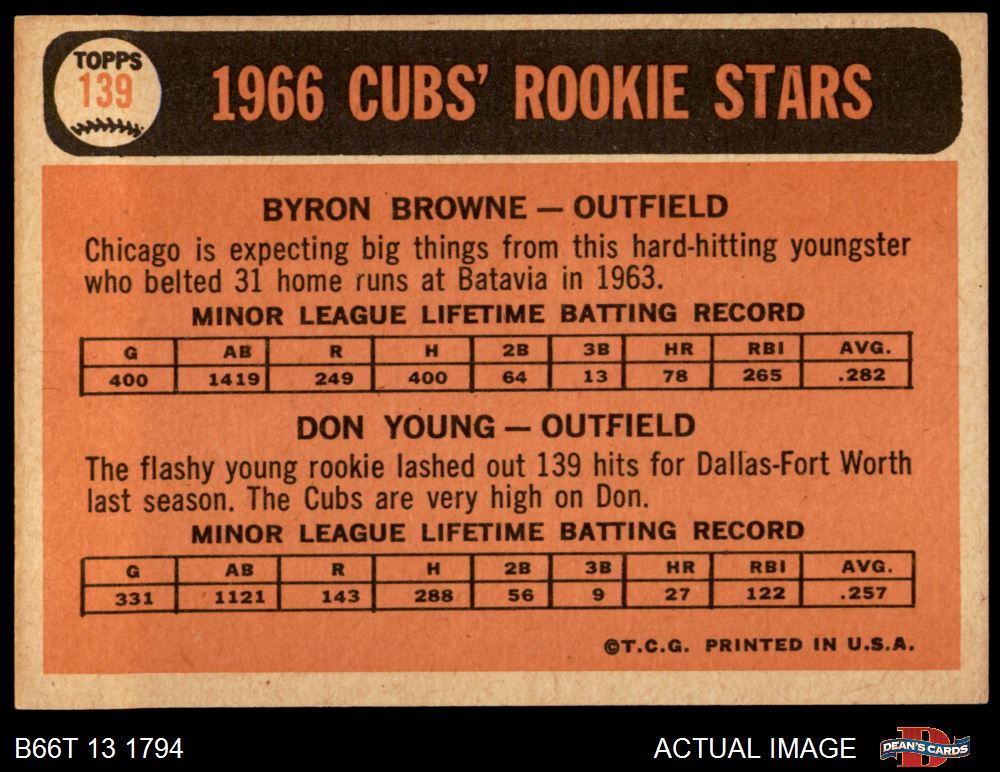 TOPPS
139
1966 CUBS' ROOKIE STARS
BYRON BROWNE — OUTFIELD
Chicago is expecting big things from this hard-hitting youngster
who belted 31 home runs at Batavia in 1963.
MINOR LEAGUE LIFETIME BATTING RECORD
G AB R H 2B 3B HR RBI AVG.
400 1419 249 400 64 13 78 265 .282
DON YOUNG — OUTFIELD
The flashy young rookie lashed out 139 hits for Dallas-Fort Worth
last season. The Cubs are very high on Don.
MINOR LEAGUE LIFETIME BATTING RECORD
G AB R H 2B 3B HR RBI AVG.
331 1121 143 288 56 9 27 122 .257
©T.C.G. PRINTED IN U.S.A.
B66T 13 1794 ACTUAL IMAGE D DEAN'S CARDS